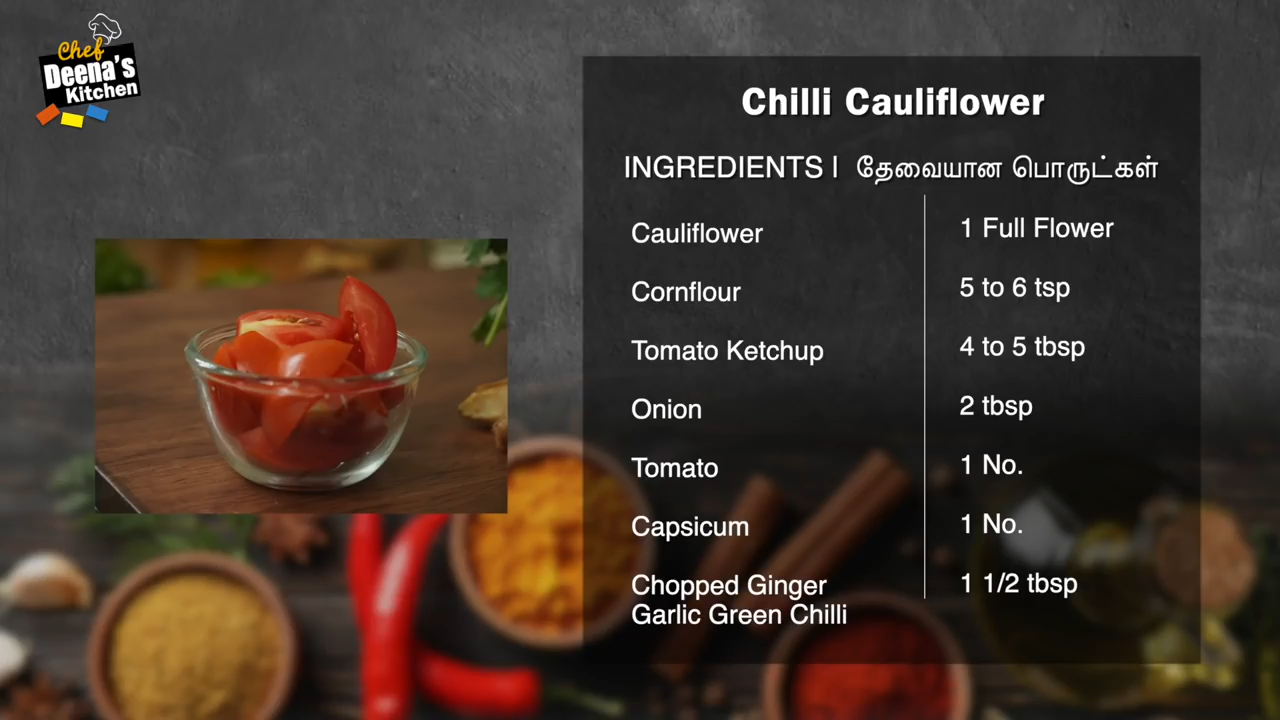 Chef
Deena's
Kitchen
Chilli Cauliflower
INGREDIENTS | தேவையான பொருட்கள்
Cauliflower 1 Full Flower
Cornflour 5 to 6 tsp
Tomato Ketchup 4 to 5 tbsp
Onion 2 tbsp
Tomato 1 No.
Capsicum 1 No.
Chopped Ginger 1 1/2 tbsp
Garlic Green Chilli